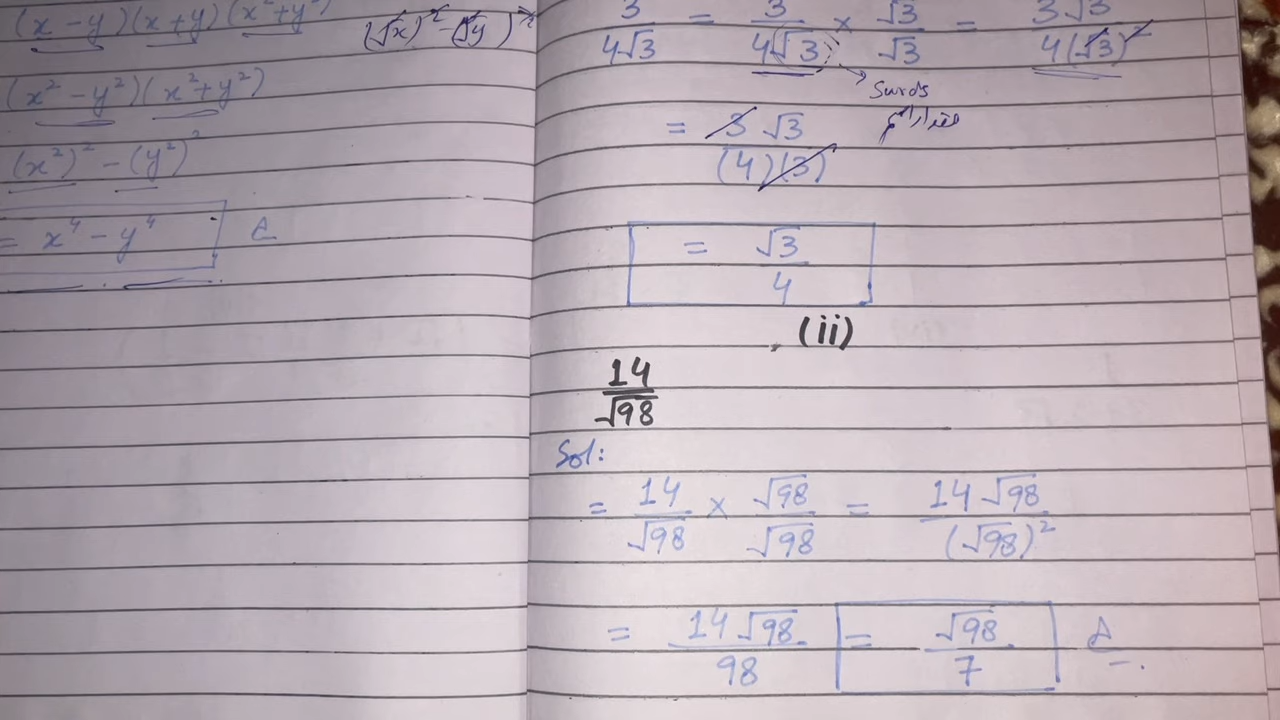 (x - y)(x + y)(x² + y²)
(√x)² - (√y)²
(x² - y²)(x² + y²)
(x²)² - (y²)²
= x⁴ - y⁴
3/4√3 = 3/4√3 × √3/√3 = 3√3/4(√3)²
Surds
= 3√3/(4)(3)
= √3/4
(ii)
14/√98
Sol:
= 14/√98 × √98/√98 = 14√98/(√98)²
= 14√98/98 = √98/7